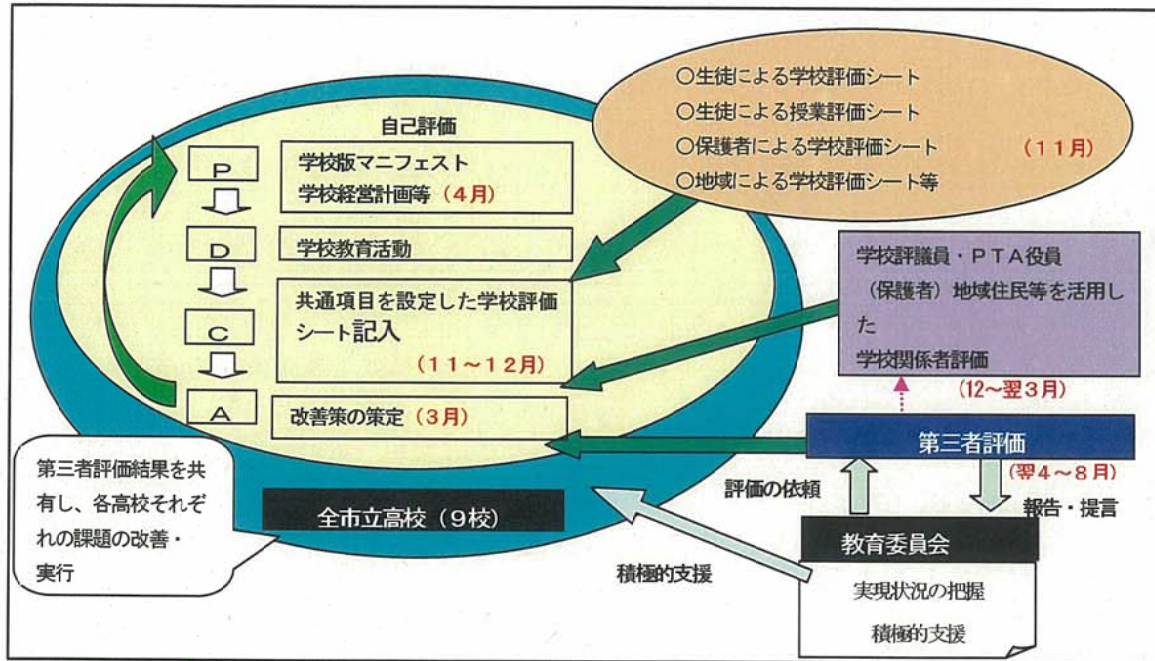 ○生徒による学校評価シート
○生徒による授業評価シート
○保護者による学校評価シート (11月)
○地域による学校評価シート等
自己評価
P
学校版マニフェスト
学校経営計画等(4月)
D
学校教育活動
C
共通項目を設定した学校評価
シート記入
(11~12月)
A
改善策の策定(3月)
学校評議員・PTA役員
(保護者)地域住民等を活用し
た
学校関係者評価
(12~翌3月)
第三者評価
(翌4~8月)
評価の依頼
報告・提言
教育委員会
実現状況の把握
積極的支援
積極的支援
全市立高校(9校)
第三者評価結果を共
有し、各高校それぞ
れの課題の改善・
実行